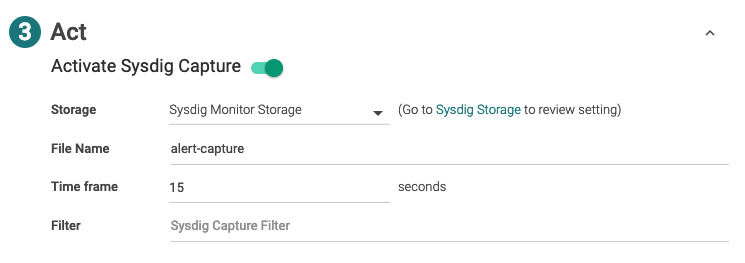 3 Act
Activate Sysdig Capture
Storage Sysdig Monitor Storage (Go to Sysdig Storage to review setting)
File Name alert-capture
Time frame 15 seconds
Filter Sysdig Capture Filter